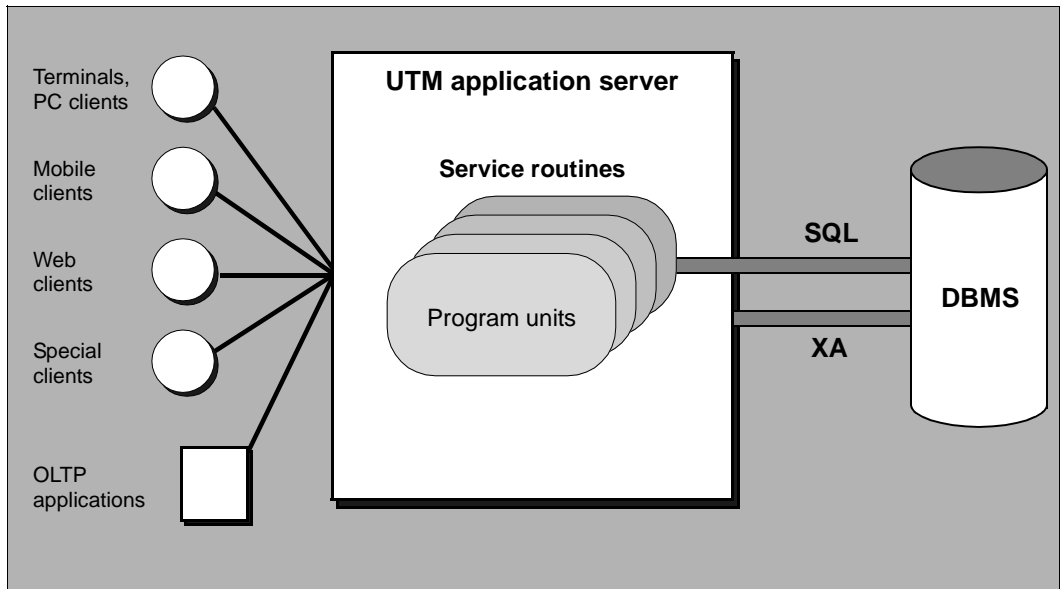 Terminals,
PC clients
Mobile
clients
Web
clients
Special
clients
OLTP
applications
UTM application server
Service routines
Program units
SQL
XA
DBMS